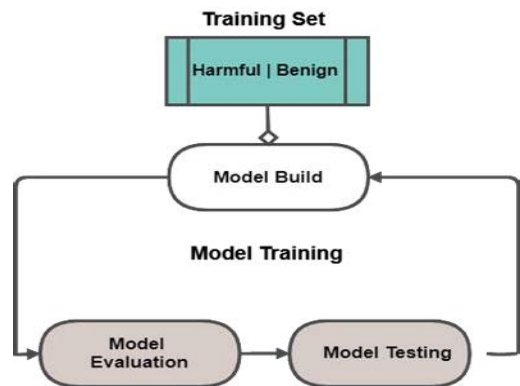 Training Set
Harmful | Benign
Model Build
Model Training
Model
Evaluation
Model Testing